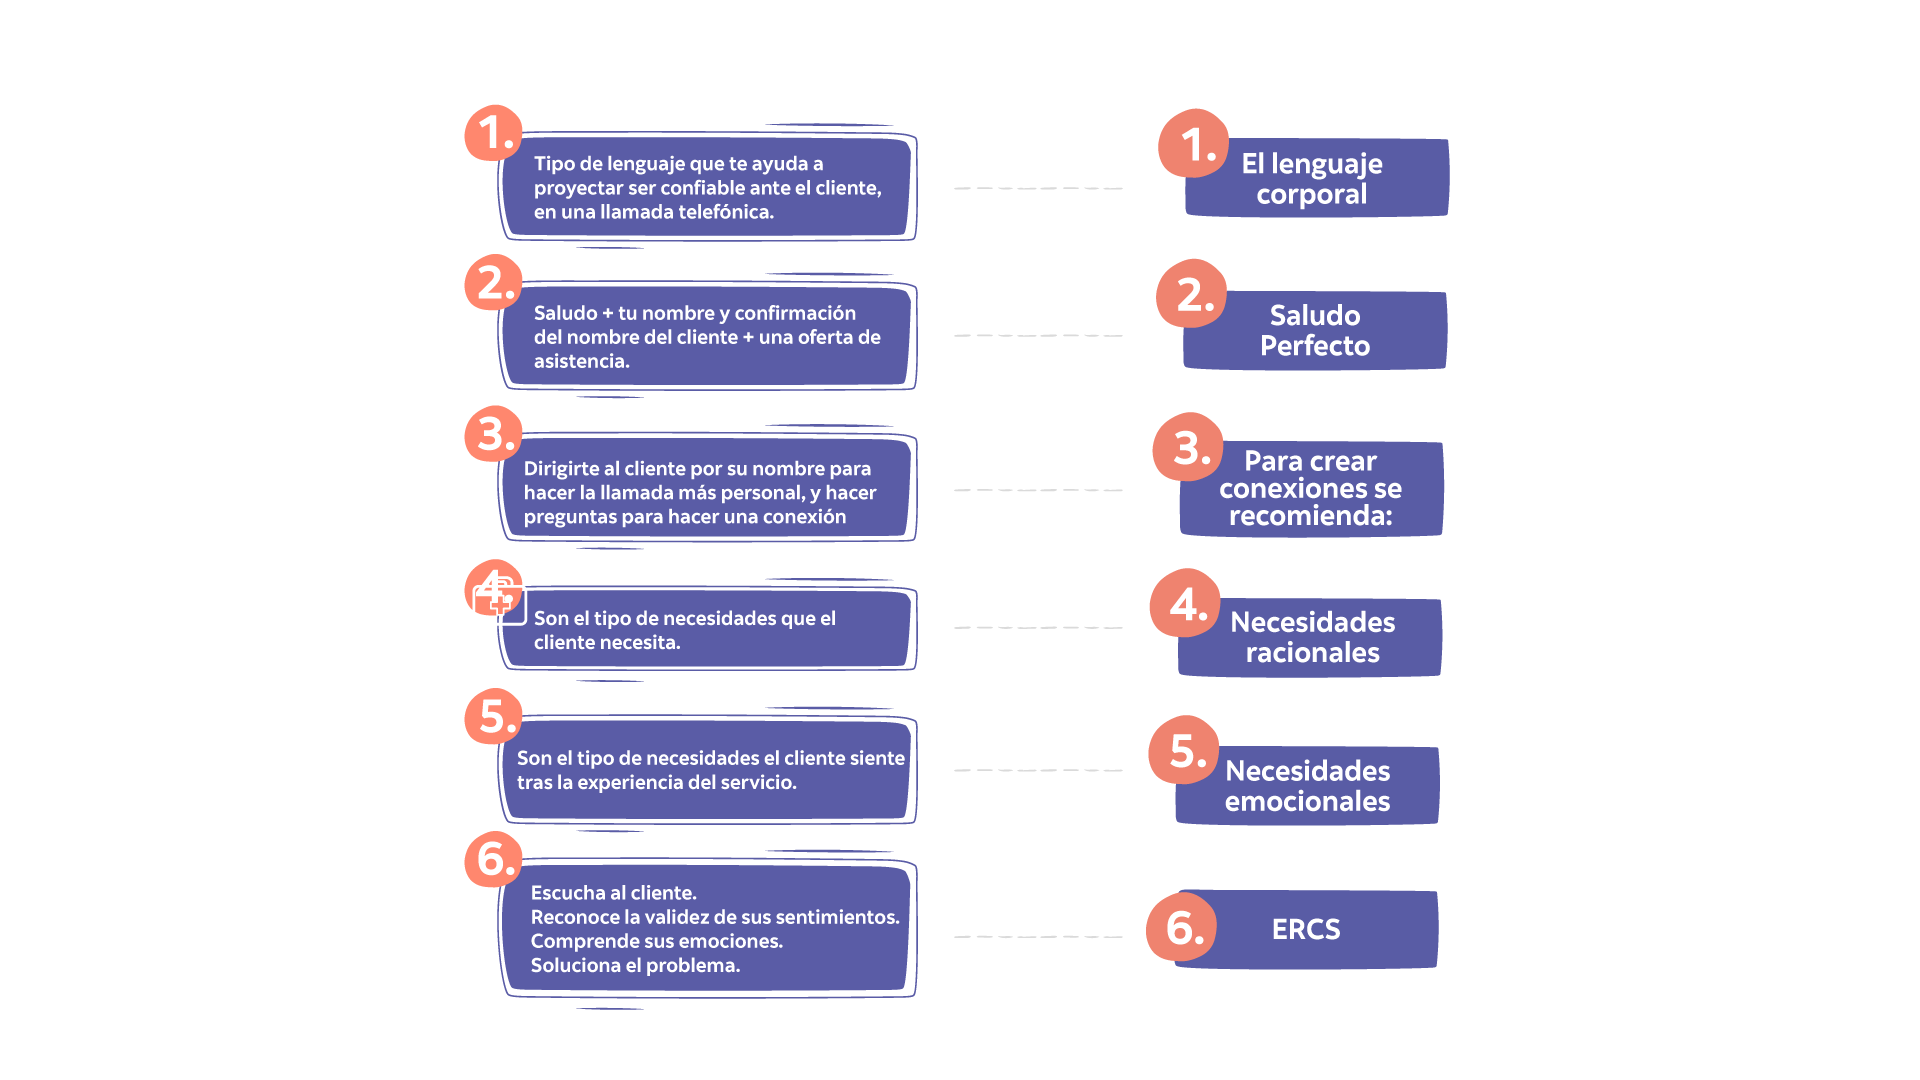 1.
Tipo de lenguaje que te ayuda a
proyectar ser confiable ante el cliente,
en una llamada telefónica.
1.
El lenguaje
corporal
2.
Saludo + tu nombre y confirmación
del nombre del cliente + una oferta de
asistencia.
2.
Saludo
Perfecto
3.
Dirigirte al cliente por su nombre para
hacer la llamada más personal, y hacer
preguntas para hacer una conexión
3.
Para crear
conexiones se
recomienda:
4.
Son el tipo de necesidades que el
cliente necesita.
4.
Necesidades
racionales
5.
Son el tipo de necesidades el cliente siente
tras la experiencia del servicio.
5.
Necesidades
emocionales
6.
Escucha al cliente.
Reconoce la validez de sus sentimientos.
Comprende sus emociones.
Soluciona el problema.
6.
ERCS